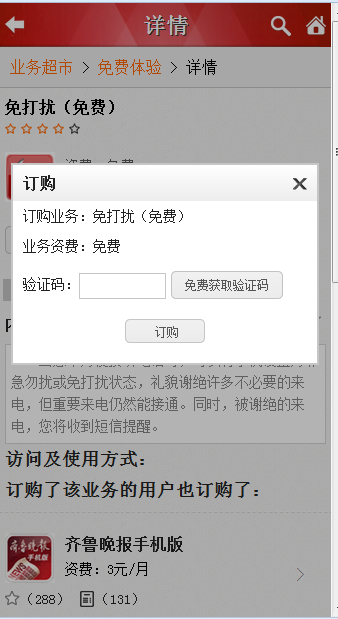 详情
业务超市 > 免费体验 > 详情
免打扰（免费）
订购
订购业务：免打扰（免费）
业务资费：免费
验证码：
免费获取验证码
订购
急勿扰或免打扰状态，礼貌谢绝许多不必要的来
电，但重要来电仍然能接通。同时，被谢绝的来
电，您将收到短信提醒。
访问及使用方式：
订购了该业务的用户也订购了：
齐鲁晚报
手机版
齐鲁晚报手机版
资费：3元/月
（288）
（131）